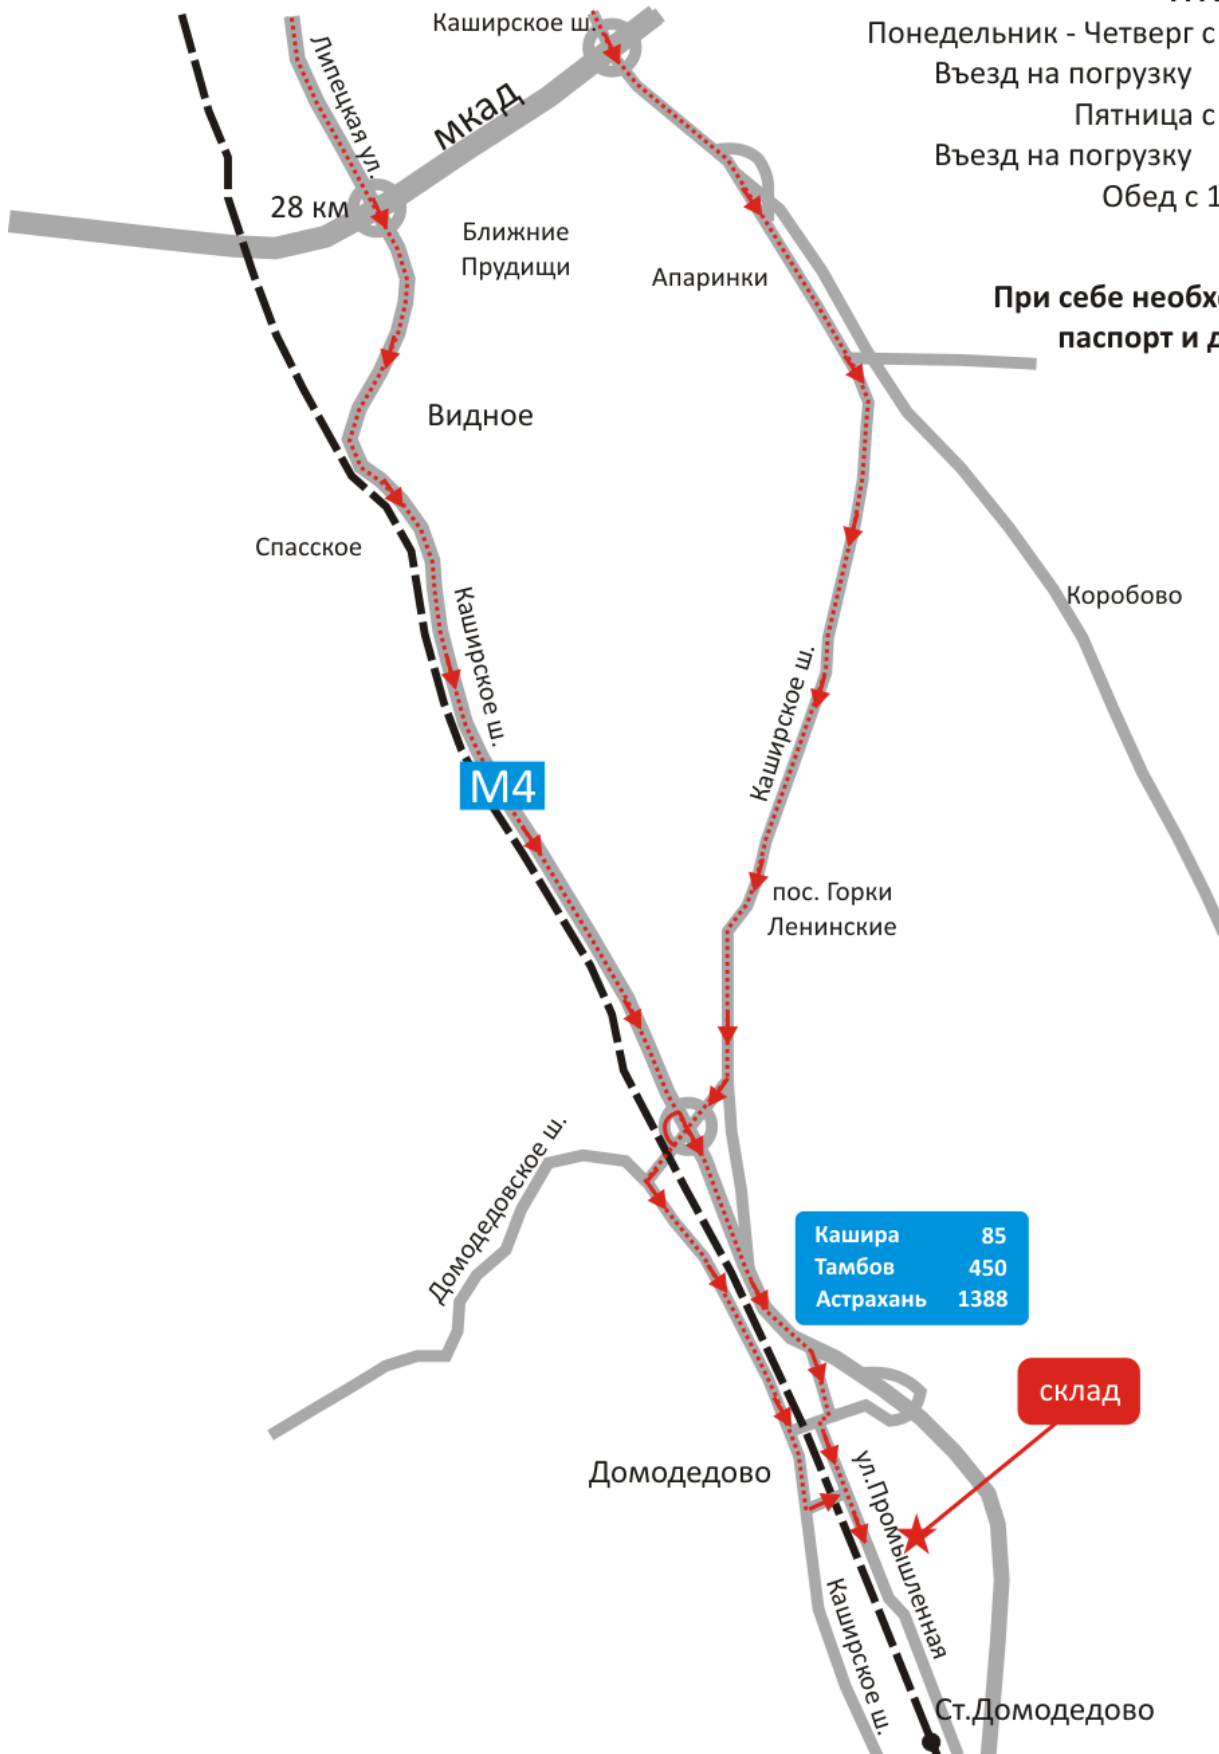 Каширское ш.
Понедельник - Четверг с
Въезд на погрузку
Пятница с
Въезд на погрузку
Обед с 1
Липецкая ул.
мкад
28 км
Ближние
Прудищи
Апаринки
При себе необх
паспорт и д
Видное
Спасское
Коробово
Каширское ш.
Каширское ш.
М4
пос. Горки
Ленинские
Домодедовское ш.
Кашира 85
Тамбов 450
Астрахань 1388
склад
Домодедово
ул.Промышленная
Каширское ш.
Ст.Домодедово